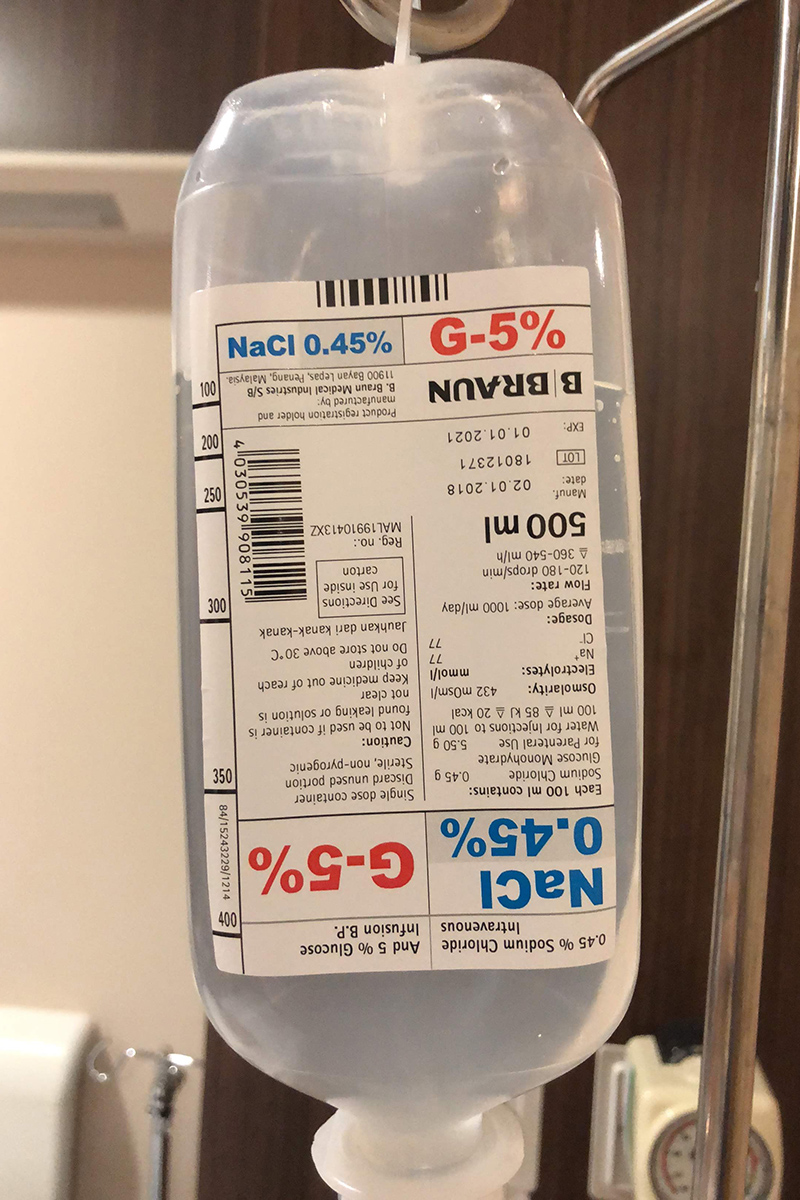 NaCl 0.45%
G-5%
0.45 % Sodium Chloride
Intravenous
And 5 % Glucose
Infusion B.P.
NaCl
0.45%
G-5%
Each 100 ml contains:
Sodium Chloride 0.45 g
Glucose Monohydrate
for Parenteral Use 5.50 g
Water for Injections to 100 ml
100 ml ≙ 85 kJ ≙ 20 kcal
Osmolarity: 432 mOsm/l
Electrolytes: mmol/l
Na⁺ 77
Cl⁻ 77
Dosage:
Average dose: 1000 ml/day
Flow rate:
120-180 drops/min
≙ 360-540 ml/h
500 ml
Manuf.
date: 02.01.2018
LOT 18012371
EXP: 01.01.2021
B BRAUN
Single dose container
Discard unused portion
Sterile, non-pyrogenic
Caution:
Not to be used if container is
found leaking or solution is
not clear
Keep medicine out of reach
of children
Do not store above 30°C
Jauhkan dari kanak-kanak
See Directions
for Use inside
carton
Reg. no.:
MAL19910413XZ
4 030539 908115
Product registration holder and
manufactured by:
B. Braun Medical Industries S/B
11900 Bayan Lepas, Penang, Malaysia.
100
200
250
300
350
400
84/15243229/1214